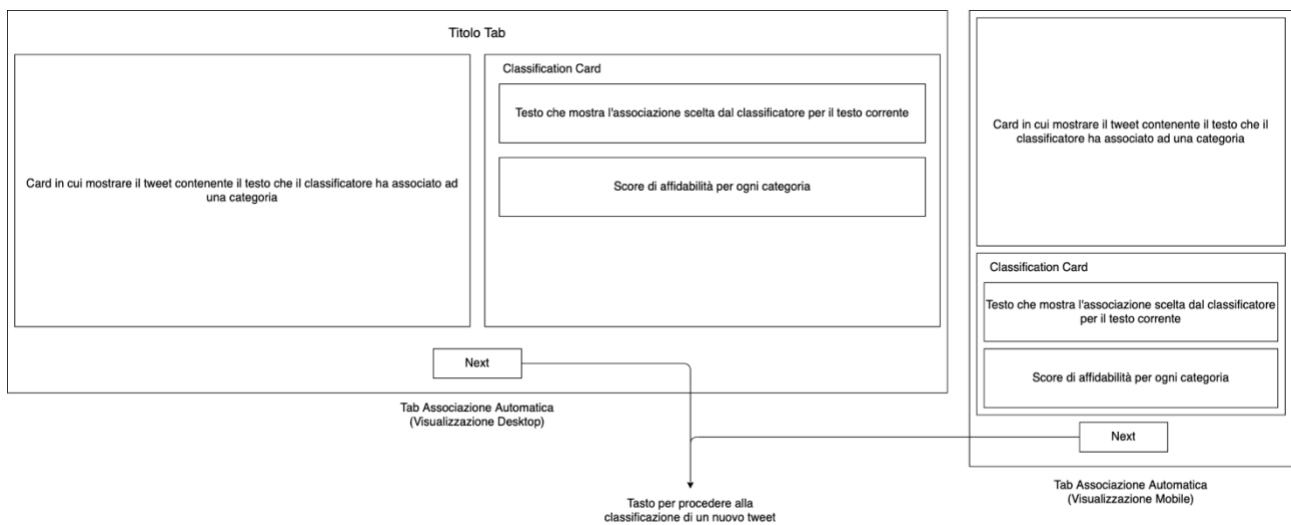 Titolo Tab
Card in cui mostrare il tweet contenente il testo che il classificatore ha associato ad
una categoria
Classification Card
Testo che mostra l'associazione scelta dal classificatore per il testo corrente
Score di affidabilità per ogni categoria
Next
Tab Associazione Automatica
(Visualizzazione Desktop)
Card in cui mostrare il tweet contenente il testo che il
classificatore ha associato ad una categoria
Classification Card
Testo che mostra l'associazione scelta dal classificatore
per il testo corrente
Score di affidabilità per ogni categoria
Next
Tab Associazione Automatica
(Visualizzazione Mobile)
Tasto per procedere alla
classificazione di un nuovo tweet